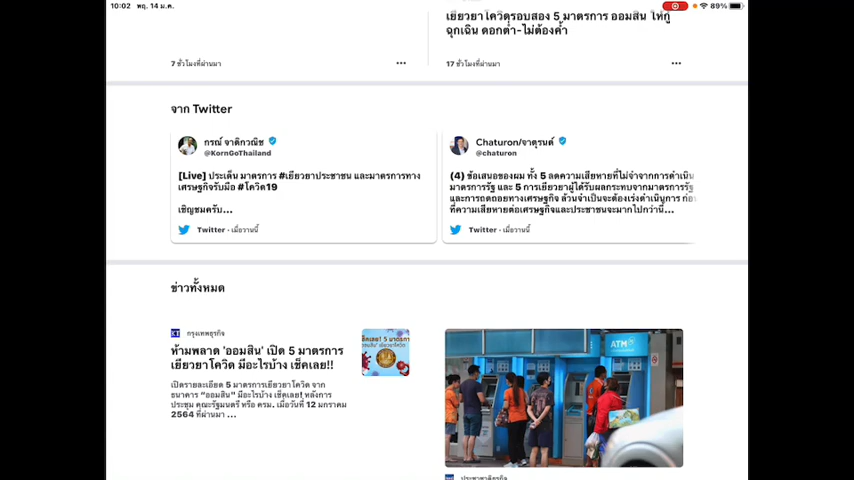 10:02 พฤ. 14 ม.ค.
89%
เยียวยาโควิดรอบสอง 5 มาตรการ ออมสิน ให้กู้
ฉุกเฉิน ดอกต่ำ-ไม่ต้องค้ำ
7 ชั่วโมงที่ผ่านมา
17 ชั่วโมงที่ผ่านมา
จาก Twitter
กรณ์ จาติกวณิช
@KornGoThailand
[Live] ประเด็น มาตรการ #เยียวยาประชาชน และมาตรการทาง
เศรษฐกิจรับมือ #โควิด19
เชิญชมครับ...
Twitter - เมื่อวานนี้
Chaturon/จาตุรนต์
@chaturon
(4) ข้อเสนอของผม ทั้ง 5 ลดความเสียหายที่ไม่จำจากการดำเนิน
มาตรการรัฐ และ 5 การเยียวยาผู้ได้รับผลกระทบจากมาตรการรัฐ
และการถดถอยทางเศรษฐกิจ ล้วนจำเป็นจะต้องเร่งดำเนินการ ก่อน
ที่ความเสียหายต่อเศรษฐกิจและประชาชนจะมากไปกว่านี้...
Twitter - เมื่อวานนี้
ข่าวทั้งหมด
กรุงเทพธุรกิจ
ห้ามพลาด 'ออมสิน' เปิด 5 มาตรการ
เยียวยาโควิด มีอะไรบ้าง เช็คเลย!!
เปิดรายละเอียด 5 มาตรการเยียวยาโควิด จาก
ธนาคาร "ออมสิน" มีอะไรบ้าง เช็คเลย! หลังการ
ประชุม คณะรัฐมนตรี หรือ ครม. เมื่อวันที่ 12 มกราคม
2564 ที่ผ่านมา ...
ATM
ประชาชาติธุรกิจ